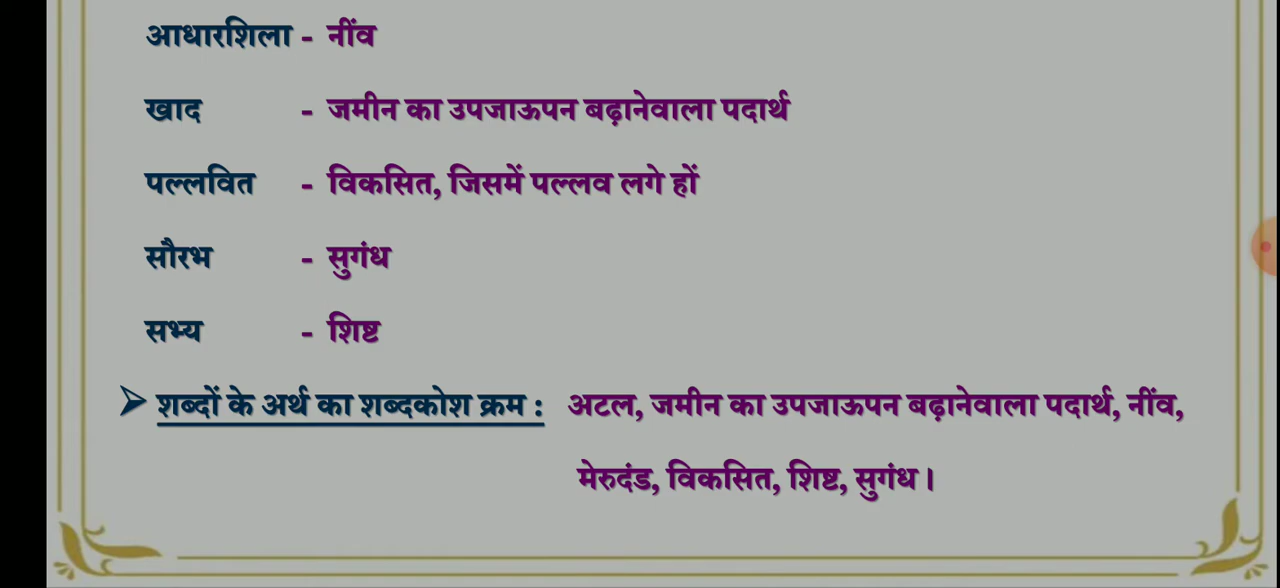 आधारशिला - नींव
खाद - जमीन का उपजाऊपन बढ़ानेवाला पदार्थ
पल्लवित - विकसित, जिसमें पल्लव लगे हों
सौरभ - सुगंध
सभ्य - शिष्ट
➢ शब्दों के अर्थ का शब्दकोश क्रम : अटल, जमीन का उपजाऊपन बढ़ानेवाला पदार्थ, नींव,
मेरुदंड, विकसित, शिष्ट, सुगंध।